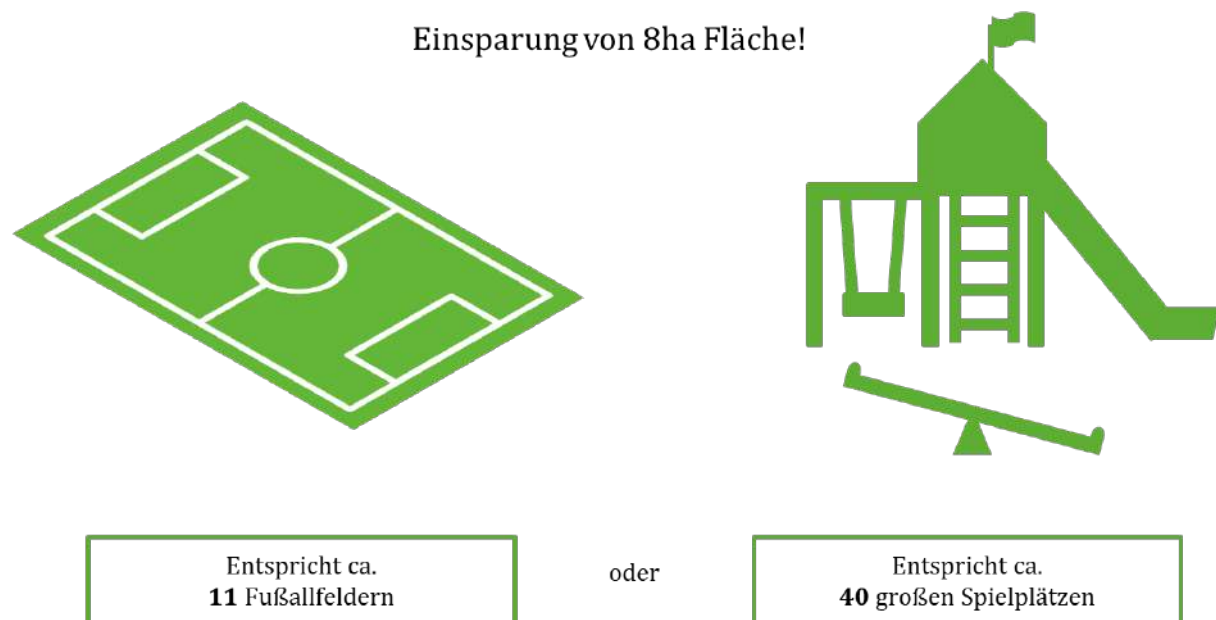 Einsparung von 8ha Fläche!
Entspricht ca.
11 Fußallfeldern
oder
Entspricht ca.
40 großen Spielplätzen